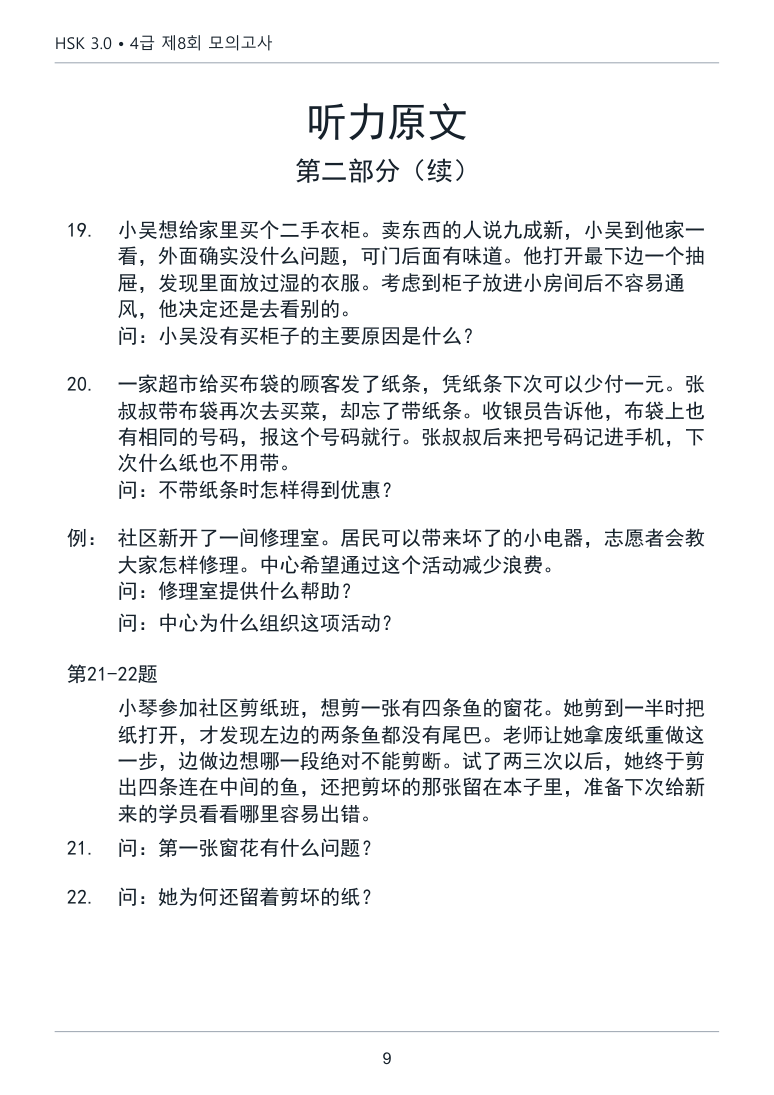 HSK 3.0 • 4급 제8회 모의고사
听力原文
第二部分（续）
19. 小吴想给家里买个二手衣柜。卖东西的人说九成新，小吴到他家一
看，外面确实没什么问题，可门后面有味道。他打开最下边一个抽
屉，发现里面放过湿的衣服。考虑到柜子放进小房间后不容易通
风，他决定还是去看别的。
问：小吴没有买柜子的主要原因是什么？
20. 一家超市给买布袋的顾客发了纸条，凭纸条下次可以少付一元。张
叔叔带布袋再次去买菜，却忘了带纸条。收银员告诉他，布袋上也
有相同的号码，报这个号码就行。张叔叔后来把号码记进手机，下
次什么纸也不用带。
问：不带纸条时怎样得到优惠？
例： 社区新开了一间修理室。居民可以带来坏了的小电器，志愿者会教
大家怎样修理。中心希望通过这个活动减少浪费。
问：修理室提供什么帮助？
问：中心为什么组织这项活动？
第21-22题
小琴参加社区剪纸班，想剪一张有四条鱼的窗花。她剪到一半时把
纸打开，才发现左边的两条鱼都没有尾巴。老师让她拿废纸重做这
一步，边做边想哪一段绝对不能剪断。试了两三次以后，她终于剪
出四条连在中间的鱼，还把剪坏的那张留在本子里，准备下次给新
来的学员看看哪里容易出错。
21. 问：第一张窗花有什么问题？
22. 问：她为何还留着剪坏的纸？
9